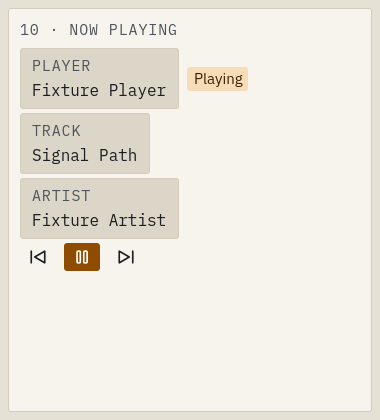 10 · NOW PLAYING
PLAYER
Fixture Player
Playing
TRACK
Signal Path
ARTIST
Fixture Artist